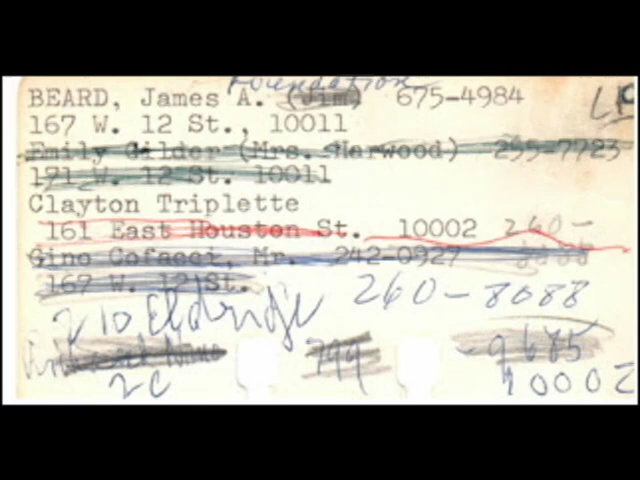 Foundation
BEARD, James A. (Jim) 675-4984
167 W. 12 St., 10011
Emily Gilder (Mrs. Harwood) 255-7723
171 W. 12 St. 10011
Clayton Triplette
161 East Houston St. 10002 260-
Gino Cofacci, Mr. 242-0927 8088
167 W. 12 St.
210 Eldridge 260-8088
799 -9685
2C 10002